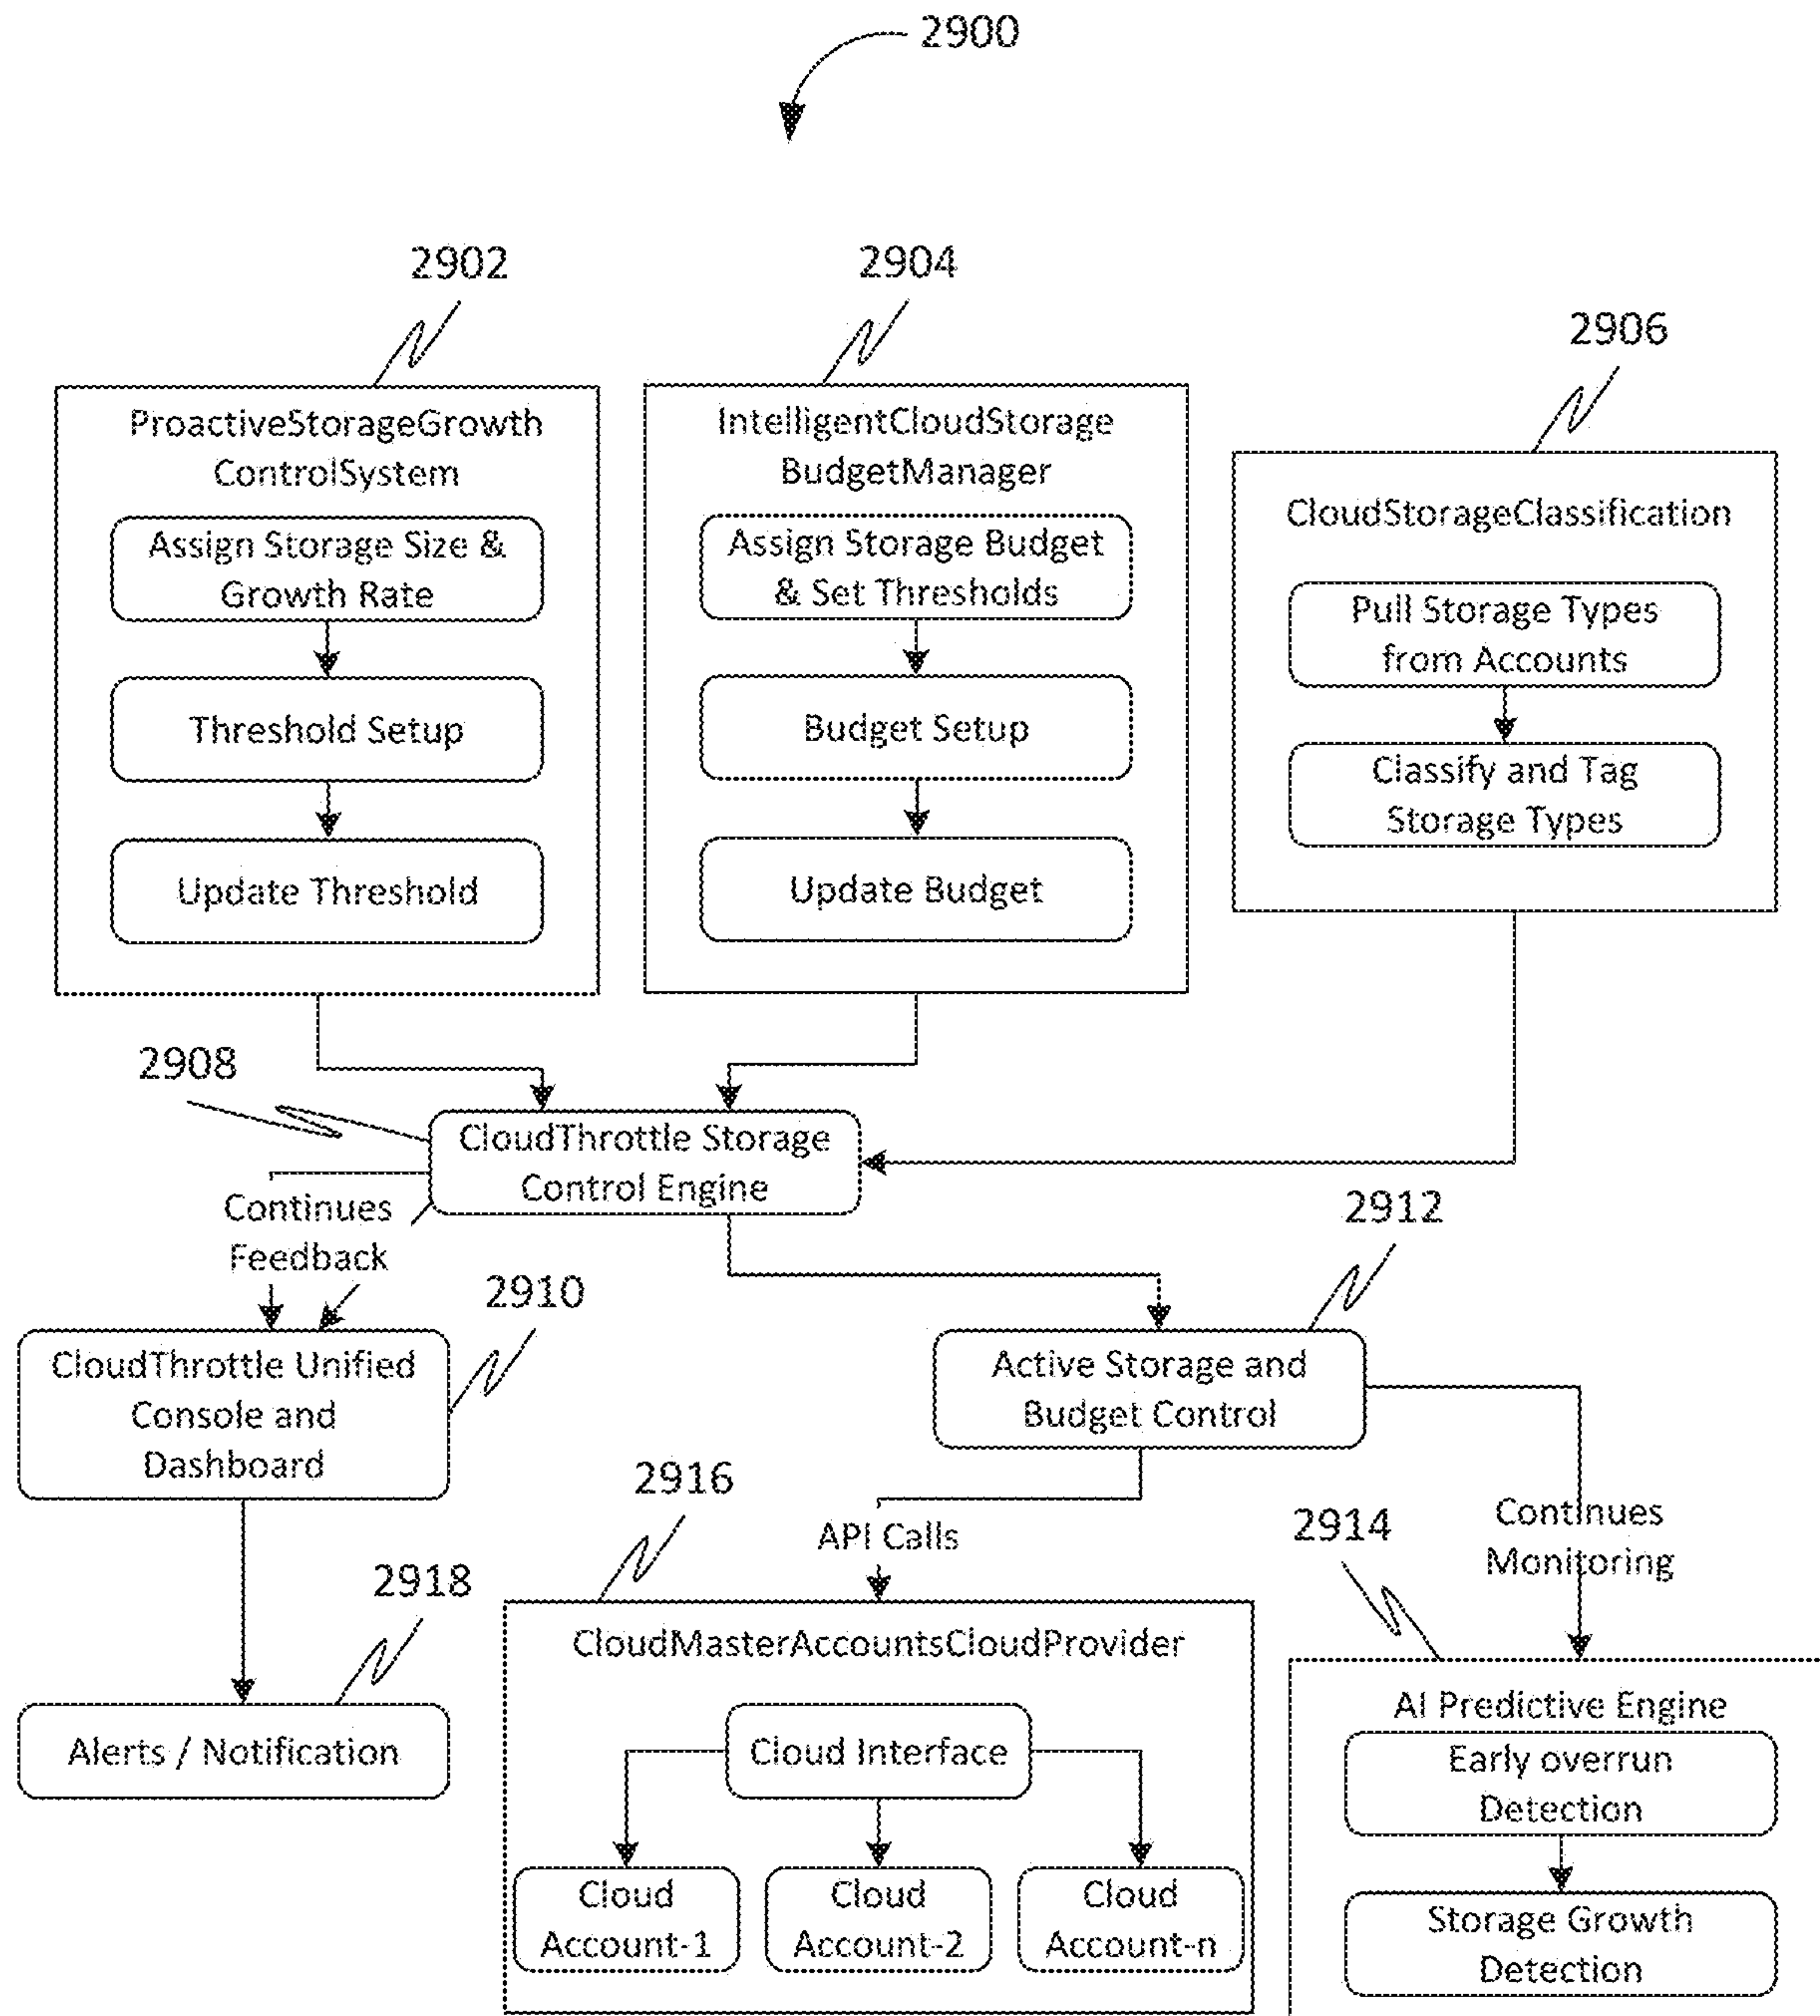 2900
2902
2904
2906
ProactiveStorageGrowth
ControlSystem
Assign Storage Size &
Growth Rate
Threshold Setup
Update Threshold
IntelligentCloudStorage
BudgetManager
Assign Storage Budget
& Set Thresholds
Budget Setup
Update Budget
CloudStorageClassification
Pull Storage Types
from Accounts
Classify and Tag
Storage Types
2908
CloudThrottle Storage
Control Engine
Continues
Feedback
2910
CloudThrottle Unified
Console and
Dashboard
2912
Active Storage and
Budget Control
2916
API Calls
2914
Continues
Monitoring
2918
Alerts / Notification
CloudMasterAccountsCloudProvider
Cloud Interface
Cloud
Account-1
Cloud
Account-2
Cloud
Account-n
AI Predictive Engine
Early overrun
Detection
Storage Growth
Detection